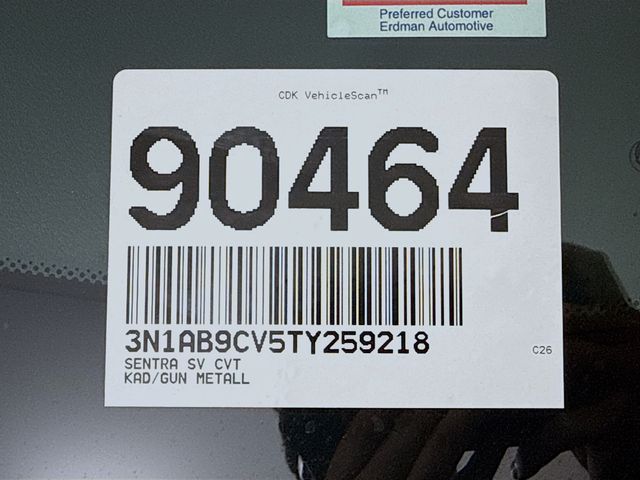 Preferred Customer
Erdman Automotive
CDK VehicleScan™
90464
3N1AB9CV5TY259218
SENTRA SV CVT
C26
KAD/GUN METALL